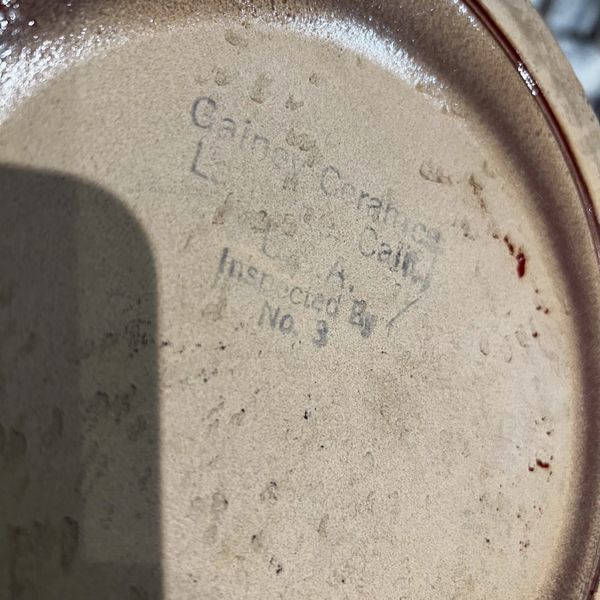 Gainey Ceramics
L
Calif.
L. A.
Inspected By
No. 3